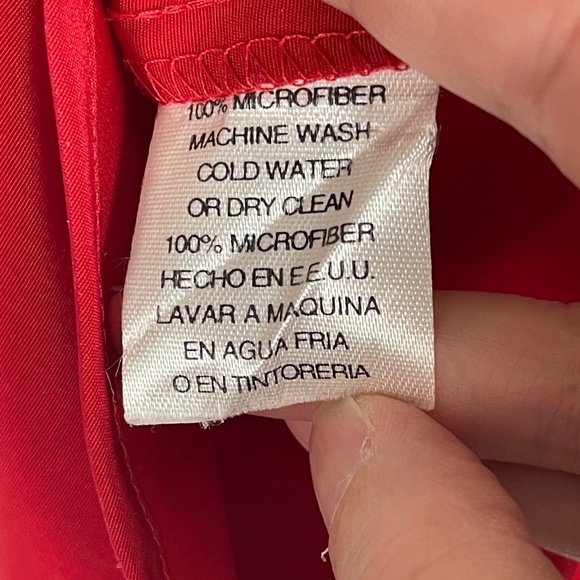 100% MICROFIBER
MACHINE WASH
COLD WATER
OR DRY CLEAN
100% MICROFIBER
HECHO EN EE.U.U.
LAVAR A MAQUINA
EN AGUA FRIA
O EN TINTORERIA